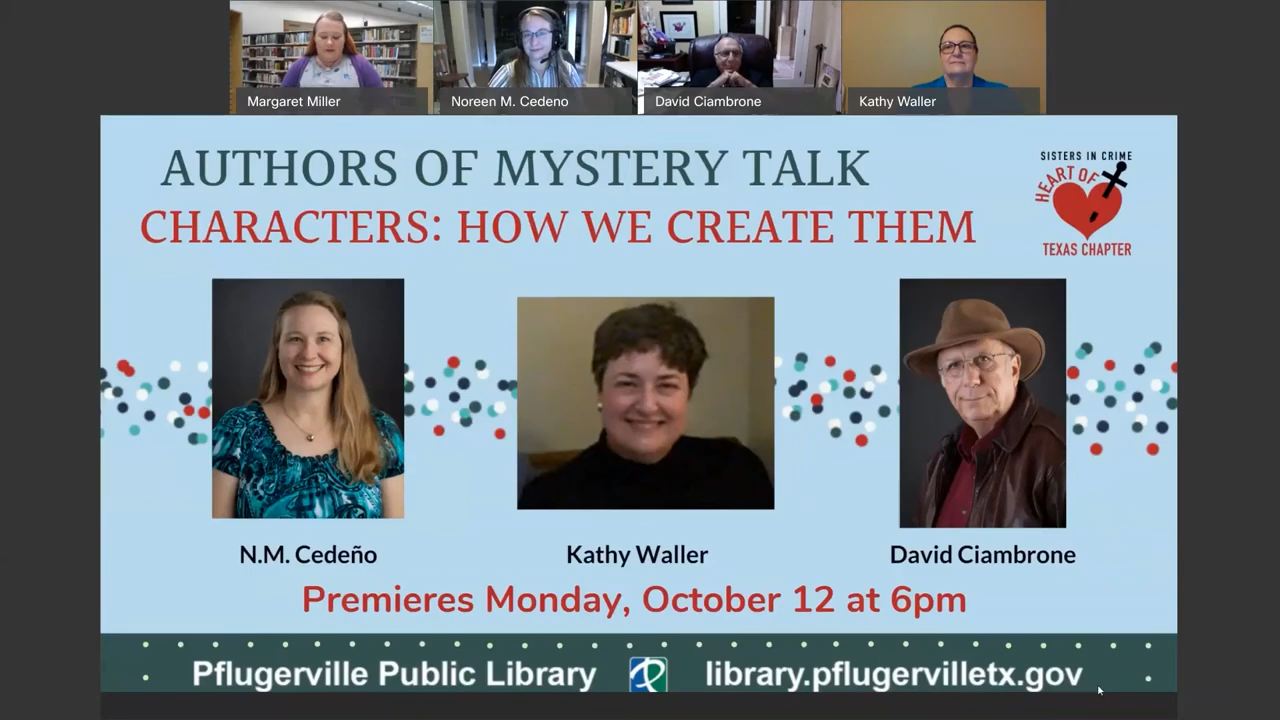 Margaret Miller
Noreen M. Cedeno
David Ciambrone
Kathy Waller
AUTHORS OF MYSTERY TALK
CHARACTERS: HOW WE CREATE THEM
SISTERS IN CRIME
HEART OF
TEXAS CHAPTER
N.M. Cedeño
Kathy Waller
David Ciambrone
Premieres Monday, October 12 at 6pm
Pflugerville Public Library
library.pflugervilletx.gov